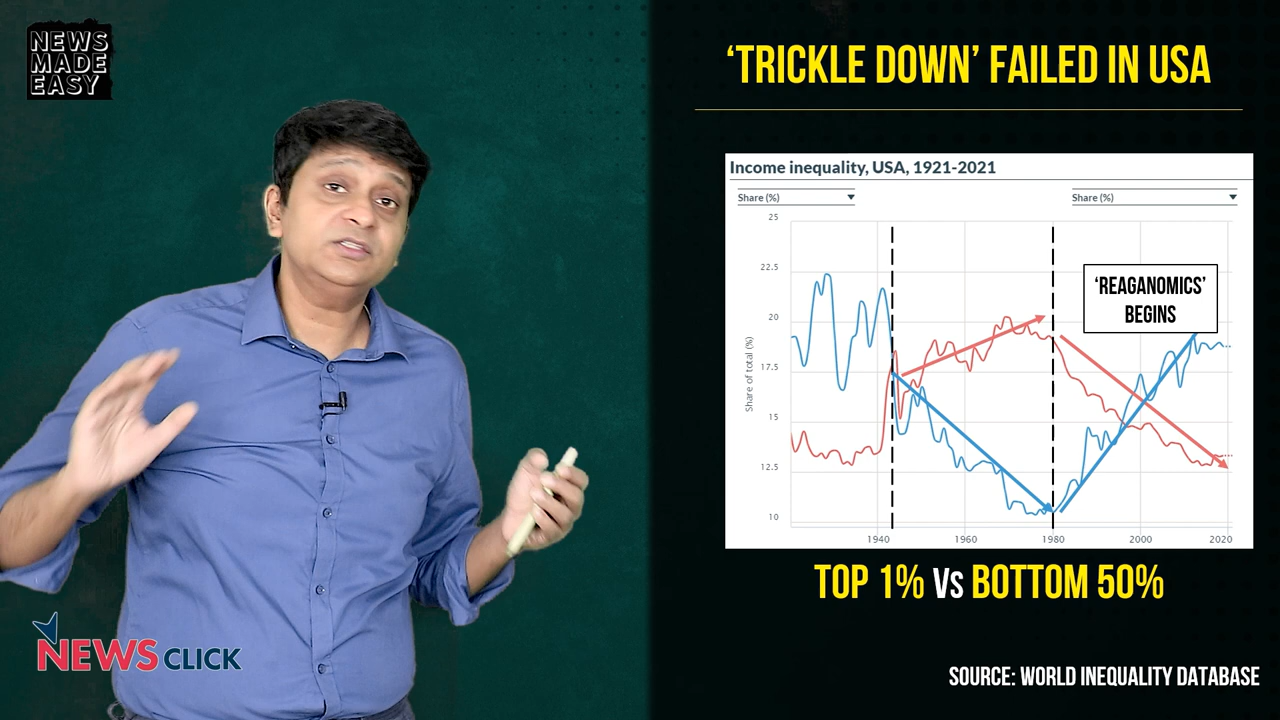 NEWS
MADE
EASY
‘TRICKLE DOWN’ FAILED IN USA
Income inequality, USA, 1921-2021
Share (%)
Share (%)
25
22.5
20
17.5
15
12.5
10
Share of total (%)
‘REAGANOMICS’
BEGINS
1940
1960
1980
2000
2020
TOP 1% Vs BOTTOM 50%
NEWSCLICK
SOURCE: WORLD INEQUALITY DATABASE